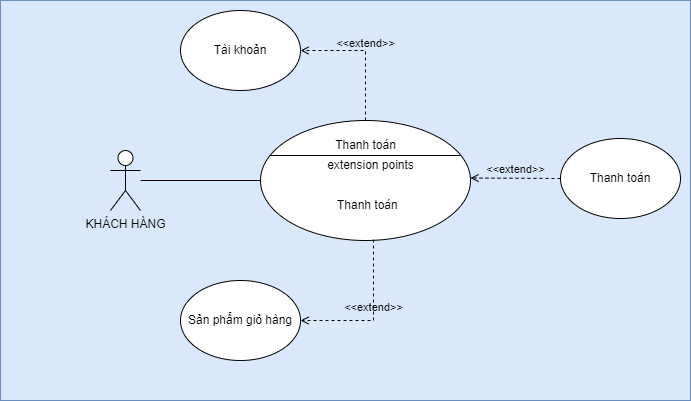 Tài khoản
<<extend>>
Thanh toán
extension points
Thanh toán
<<extend>>
Thanh toán
KHÁCH HÀNG
<<extend>>
Sản phẩm giỏ hàng